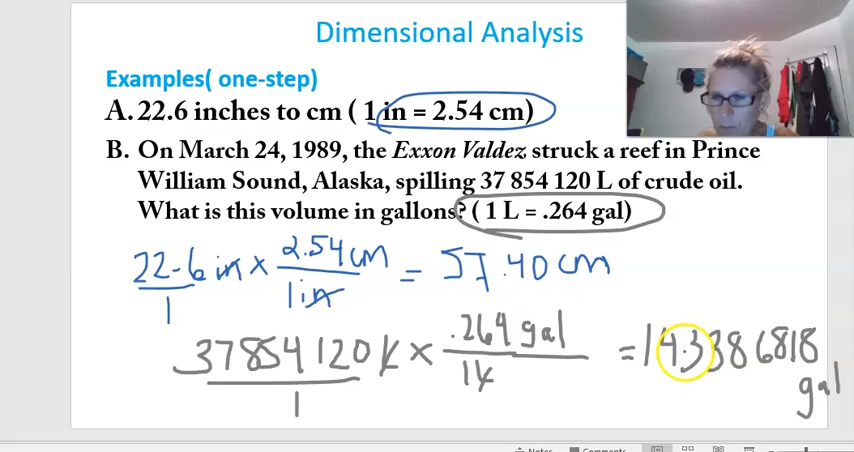 Dimensional Analysis
Examples( one-step)
A. 22.6 inches to cm ( 1 in = 2.54 cm)
B. On March 24, 1989, the Exxon Valdez struck a reef in Prince
William Sound, Alaska, spilling 37 854 120 L of crude oil.
What is this volume in gallons? ( 1 L = .264 gal)
22.6 in × 2.54 cm = 57.40 cm
1 1 in
37854120 L × .264 gal = 14.3386818
1 1 L gal
Notes Comments